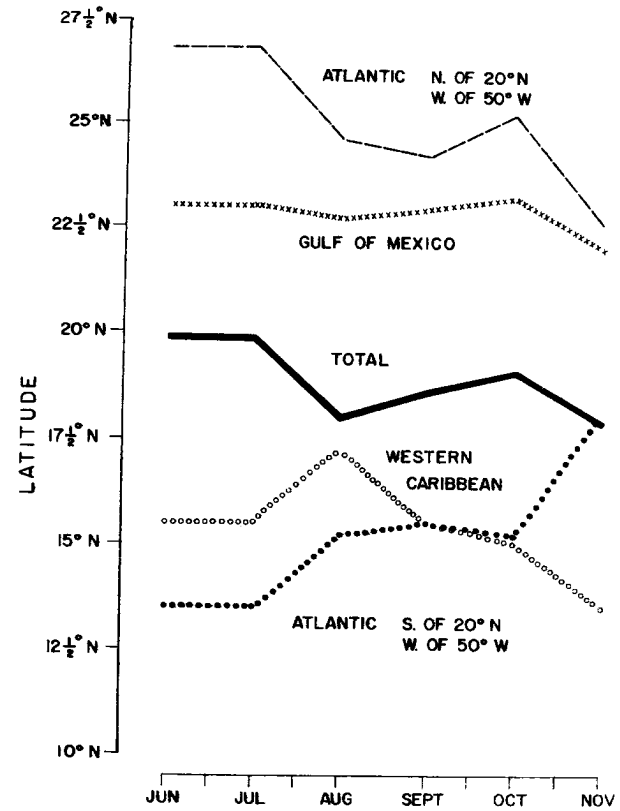 27½° N
ATLANTIC N. OF 20° N
W. OF 50° W
25° N
22½° N
GULF OF MEXICO
20° N
TOTAL
LATITUDE
17½° N
WESTERN
CARIBBEAN
15° N
ATLANTIC S. OF 20° N
W. OF 50° W
12½° N
10° N
JUN JUL AUG SEPT OCT NOV